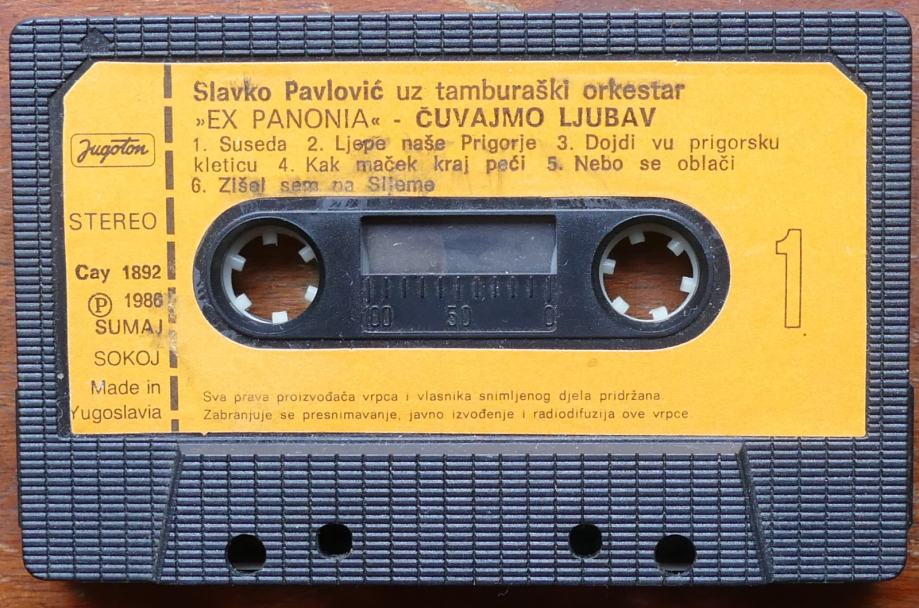 Slavko Pavlović uz tamburaški orkestar
»EX PANONIA« - ČUVAJMO LJUBAV
1. Suseda 2. Ljepe naše Prigorje 3. Dojdi vu prigorsku
kleticu 4. Kak maček kraj peći 5. Nebo se oblači
6. Zišel sem na Sljeme
Jugoton
STEREO
Cay 1892
Ⓟ 1986
SUMAJ
SOKOJ
Made in
Yugoslavia
100 50 0
1
Sva prava proizvođača vrpca i vlasnika snimljenog djela pridržana.
Zabranjuje se presnimavanje, javno izvođenje i radiodifuzija ove vrpce.